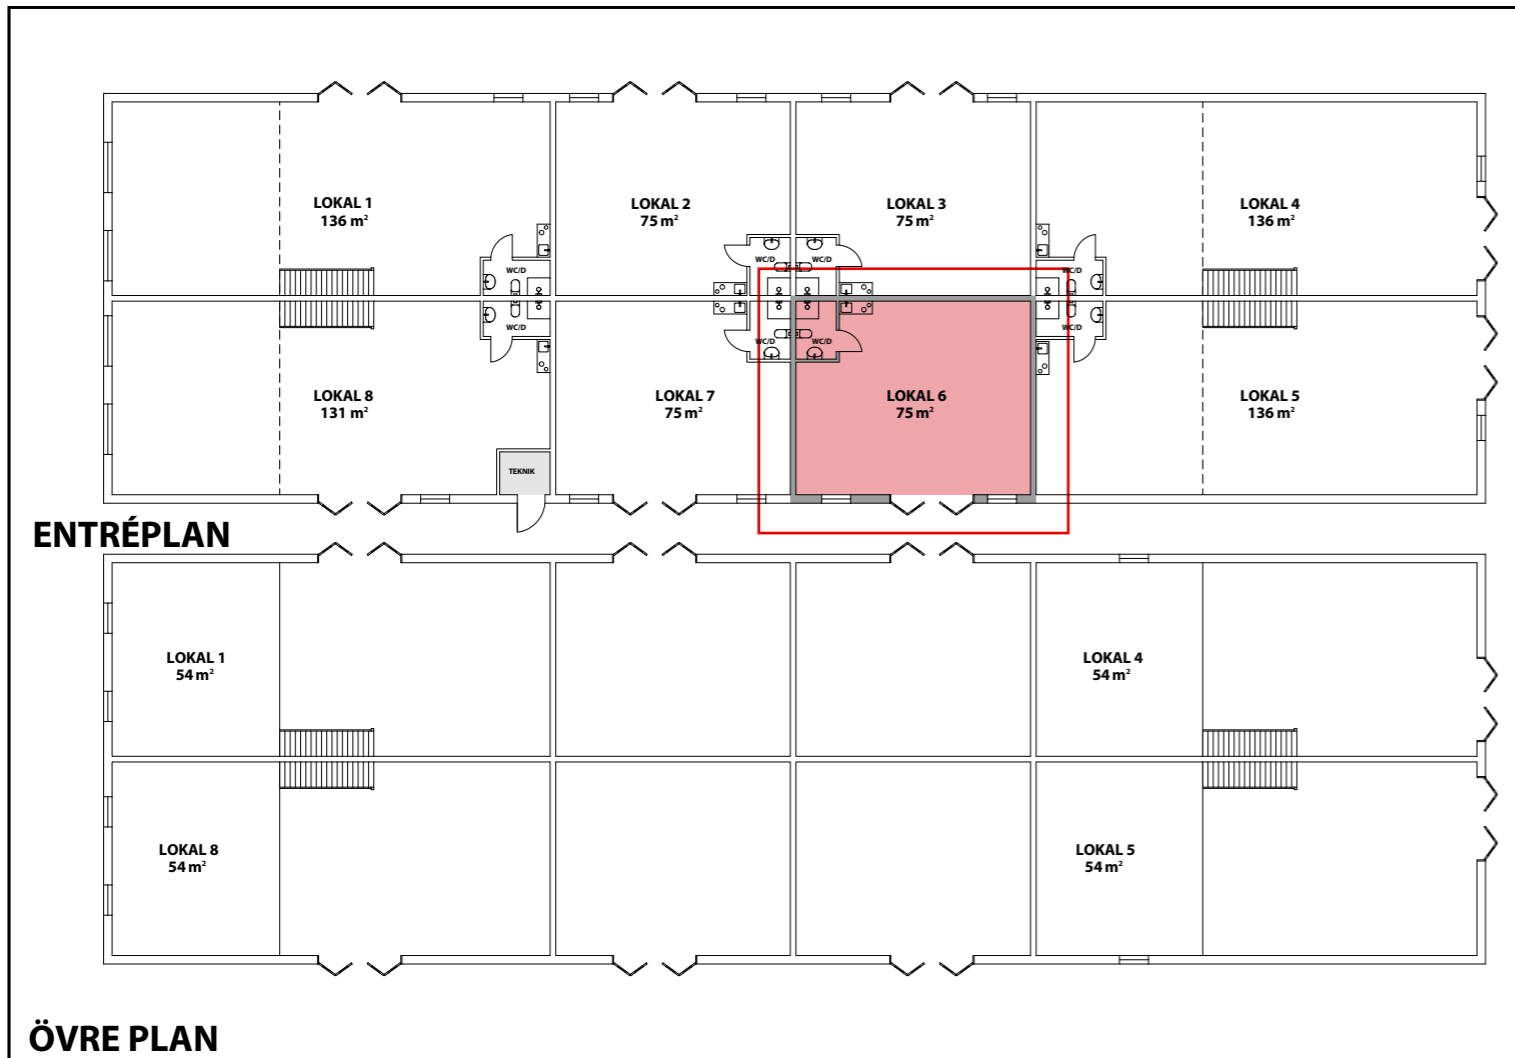 LOKAL 1
136 m²
LOKAL 2
75 m²
LOKAL 3
75 m²
LOKAL 4
136 m²
WC/D
WC/D
WC/D
WC/D
WC/D
WC/D
WC/D
WC/D
LOKAL 8
131 m²
LOKAL 7
75 m²
LOKAL 6
75 m²
LOKAL 5
136 m²
TEKNIK
ENTRÉPLAN
LOKAL 1
54 m²
LOKAL 4
54 m²
LOKAL 8
54 m²
LOKAL 5
54 m²
ÖVRE PLAN